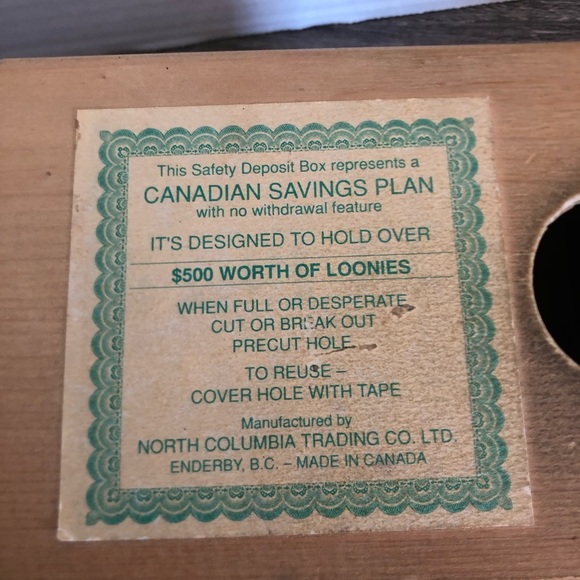 This Safety Deposit Box represents a
CANADIAN SAVINGS PLAN
with no withdrawal feature
IT'S DESIGNED TO HOLD OVER
$500 WORTH OF LOONIES
WHEN FULL OR DESPERATE
CUT OR BREAK OUT
PRECUT HOLE.
TO REUSE –
COVER HOLE WITH TAPE
Manufactured by
NORTH COLUMBIA TRADING CO. LTD.
ENDERBY, B.C. – MADE IN CANADA